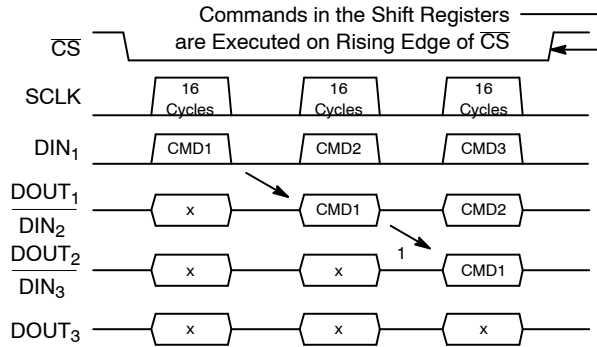 Commands in the Shift Registers
are Executed on Rising Edge of CS
CS
SCLK
16
Cycles
16
Cycles
16
Cycles
DIN₁
CMD1
CMD2
CMD3
DOUT₁
DIN₂
x
CMD1
CMD2
DOUT₂
DIN₃
x
x
1
CMD1
DOUT₃
x
x
x